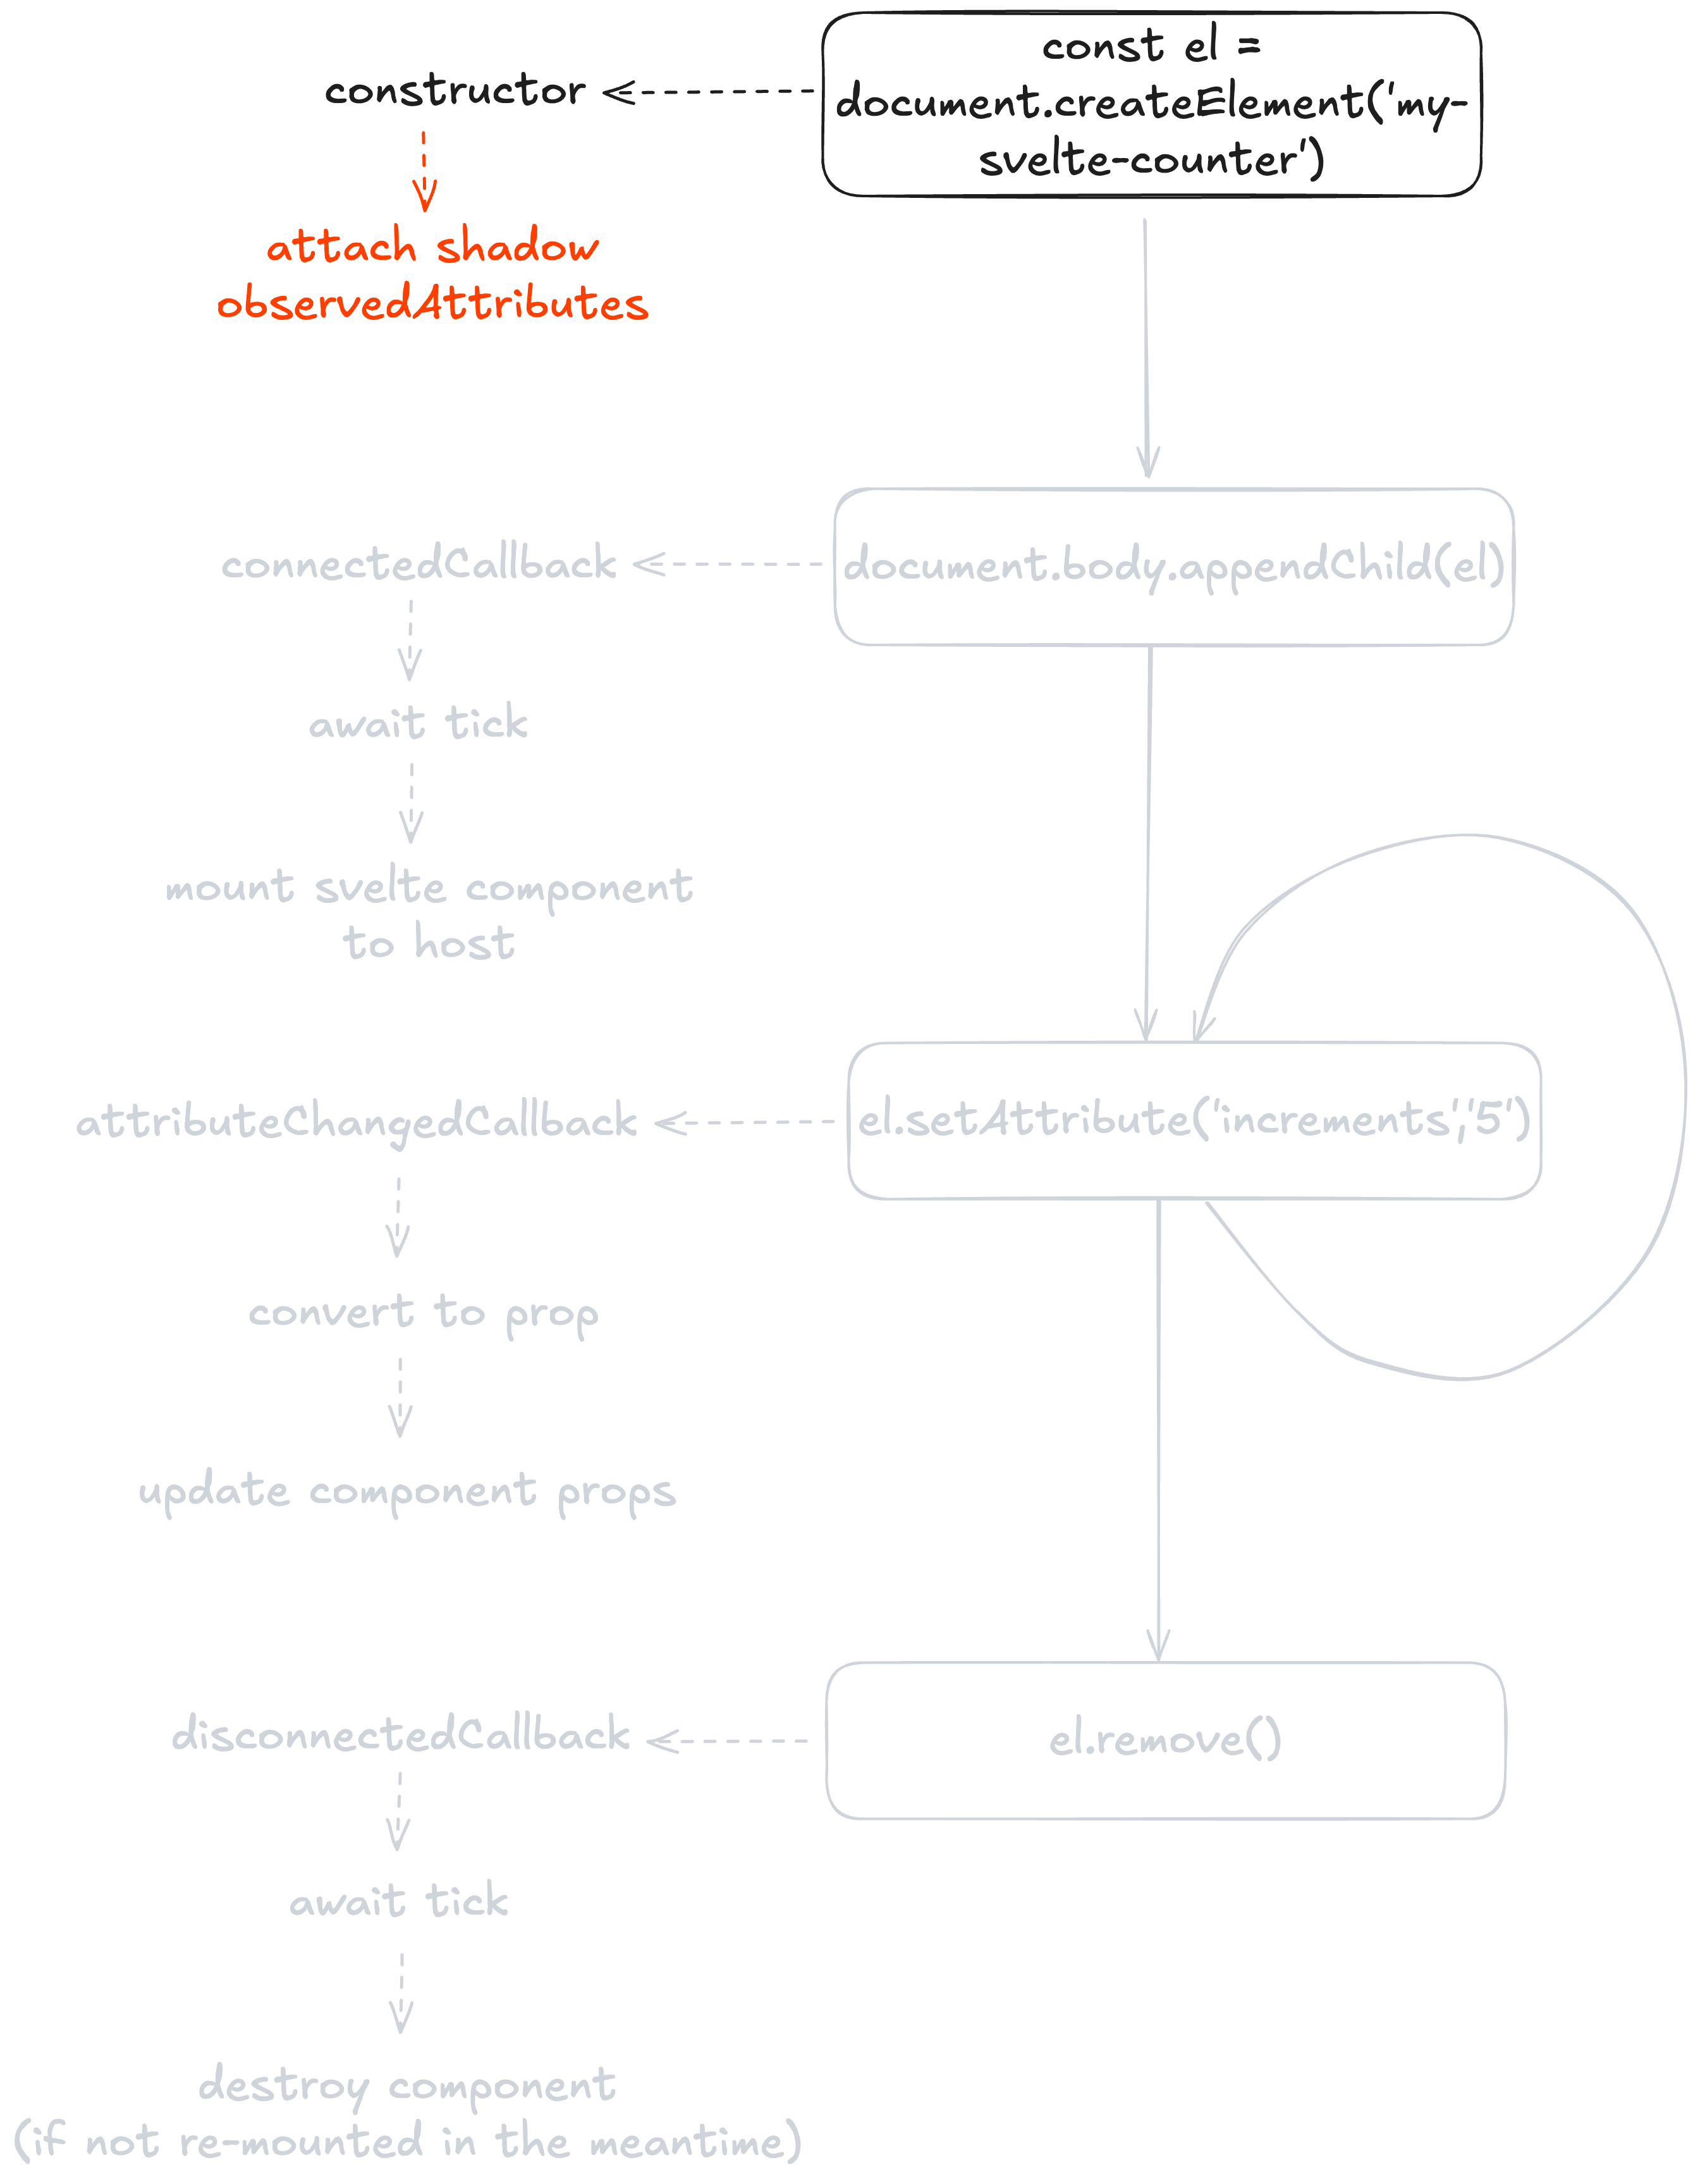 const el =
document.createElement('my-
svelte-counter')
constructor
attach shadow
observedAttributes
document.body.appendChild(el)
connectedCallback
await tick
mount svelte component
to host
el.setAttribute('increments','5')
attributeChangedCallback
convert to prop
update component props
el.remove()
disconnectedCallback
await tick
destroy component
(if not re-mounted in the meantime)